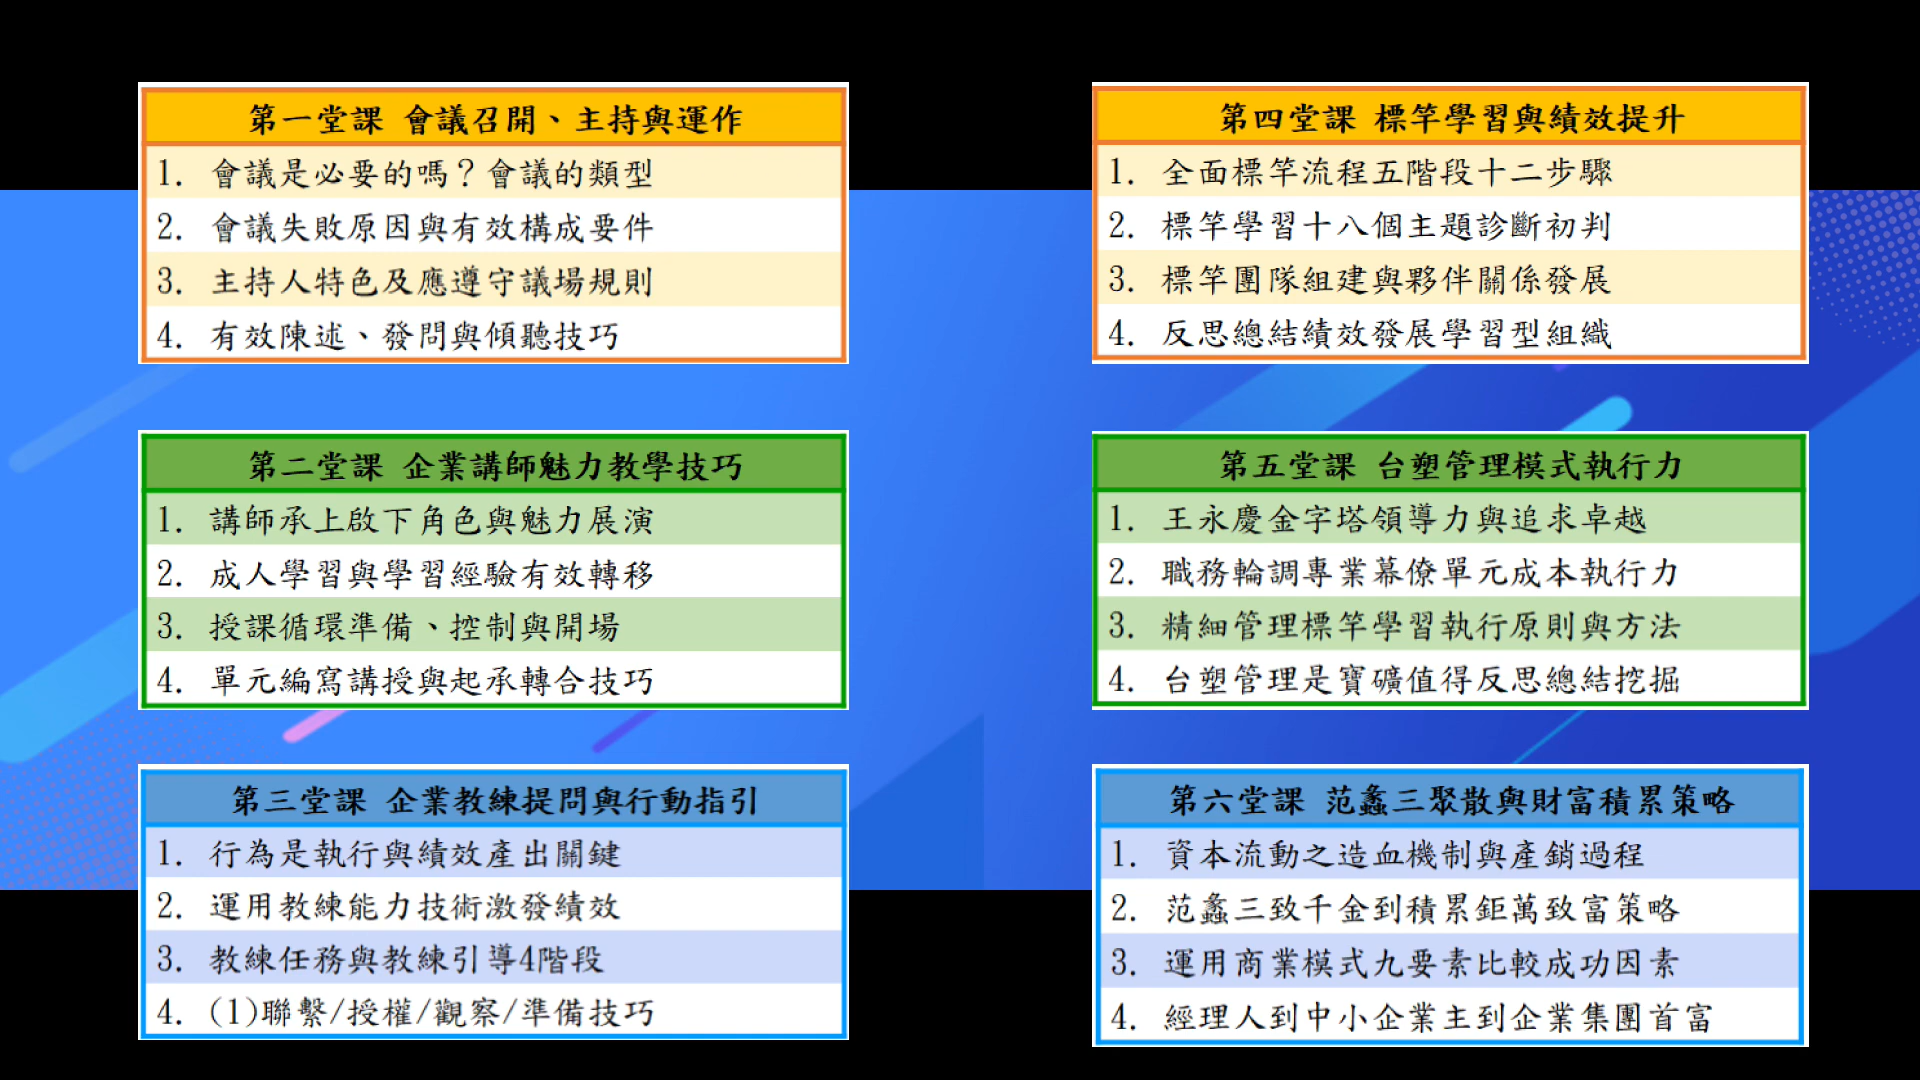 第一堂課 會議召開、主持與運作
1. 會議是必要的嗎？會議的類型
2. 會議失敗原因與有效構成要件
3. 主持人特色及應遵守議場規則
4. 有效陳述、發問與傾聽技巧
第二堂課 企業講師魅力教學技巧
1. 講師承上啟下角色與魅力展演
2. 成人學習與學習經驗有效轉移
3. 授課循環準備、控制與開場
4. 單元編寫講授與起承轉合技巧
第三堂課 企業教練提問與行動指引
1. 行為是執行與績效產出關鍵
2. 運用教練能力技術激發績效
3. 教練任務與教練引導4階段
4. (1)聯繫/授權/觀察/準備技巧
第四堂課 標竿學習與績效提升
1. 全面標竿流程五階段十二步驟
2. 標竿學習十八個主題診斷初判
3. 標竿團隊組建與夥伴關係發展
4. 反思總結績效發展學習型組織
第五堂課 台塑管理模式執行力
1. 王永慶金字塔領導力與追求卓越
2. 職務輪調專業幕僚單元成本執行力
3. 精細管理標竿學習執行原則與方法
4. 台塑管理是寶礦值得反思總結挖掘
第六堂課 范蠡三聚散與財富積累策略
1. 資本流動之造血機制與產銷過程
2. 范蠡三致千金到積累鉅萬致富策略
3. 運用商業模式九要素比較成功因素
4. 經理人到中小企業主到企業集團首富